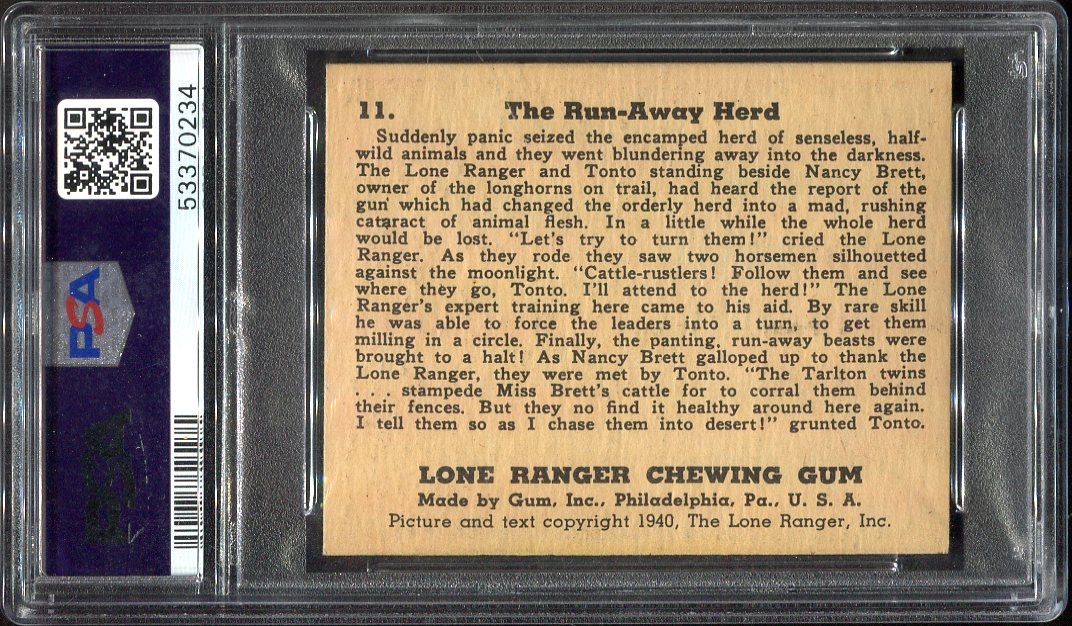 53370234
PSA
PSA
11. The Run-Away Herd
Suddenly panic seized the encamped herd of senseless, half-
wild animals and they went blundering away into the darkness.
The Lone Ranger and Tonto standing beside Nancy Brett,
owner of the longhorns on trail, had heard the report of the
gun which had changed the orderly herd into a mad, rushing
cataract of animal flesh. In a little while the whole herd
would be lost. "Let's try to turn them!" cried the Lone
Ranger. As they rode they saw two horsemen silhouetted
against the moonlight. "Cattle-rustlers! Follow them and see
where they go, Tonto. I'll attend to the herd!" The Lone
Ranger's expert training here came to his aid. By rare skill
he was able to force the leaders into a turn, to get them
milling in a circle. Finally, the panting, run-away beasts were
brought to a halt! As Nancy Brett galloped up to thank the
Lone Ranger, they were met by Tonto. "The Tarlton twins
. . . stampede Miss Brett's cattle for to corral them behind
their fences. But they no find it healthy around here again.
I tell them so as I chase them into desert!" grunted Tonto.
LONE RANGER CHEWING GUM
Made by Gum, Inc., Philadelphia, Pa., U. S. A.
Picture and text copyright 1940, The Lone Ranger, Inc.